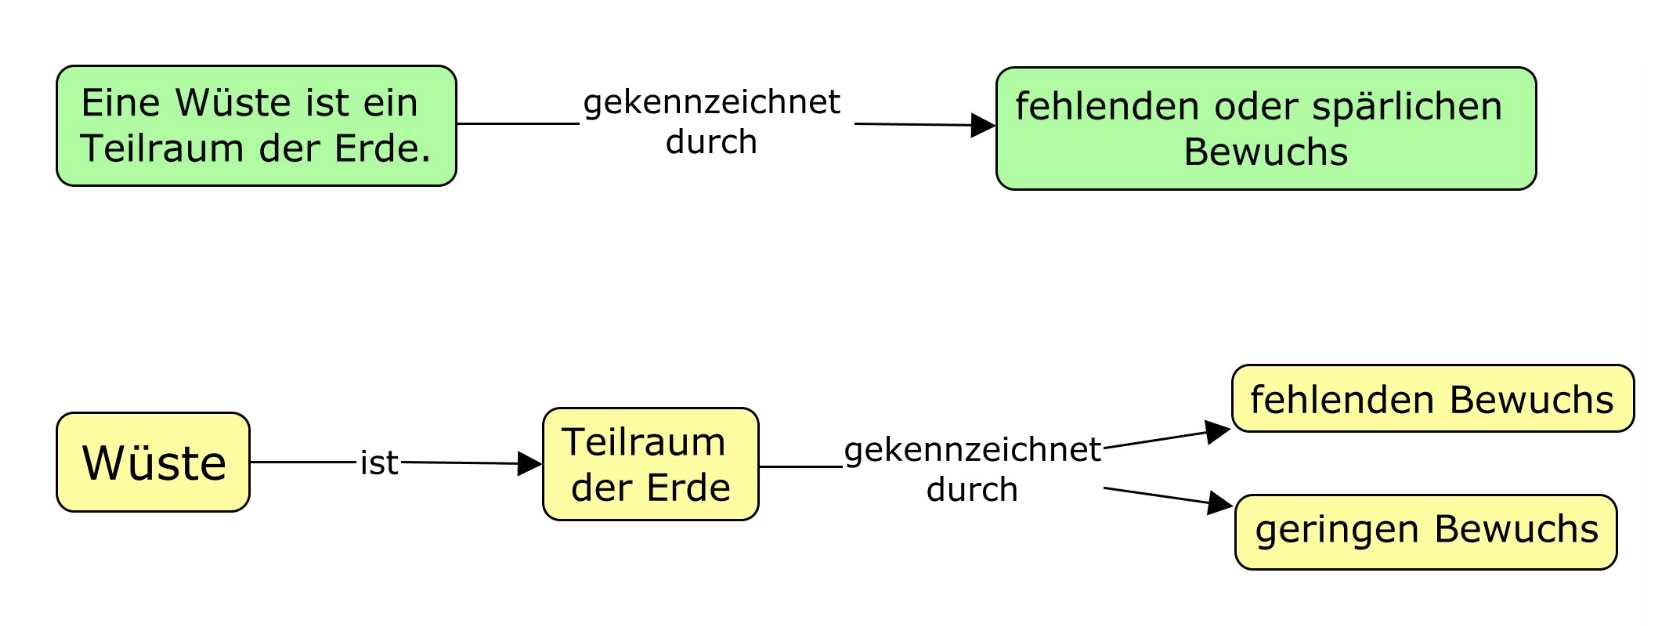 Eine Wüste ist ein
Teilraum der Erde.
gekennzeichnet
durch
fehlenden oder spärlichen
Bewuchs
Wüste
ist
Teilraum
der Erde
gekennzeichnet
durch
fehlenden Bewuchs
geringen Bewuchs